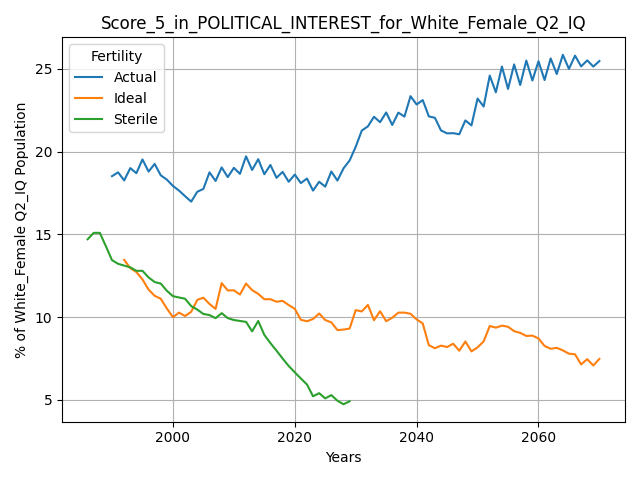 Score_5_in_POLITICAL_INTEREST_for_White_Female_Q2_IQ
Fertility
Actual
Ideal
Sterile
% of White_Female Q2_IQ Population
25
20
15
10
5
2000 2020 2040 2060
Years